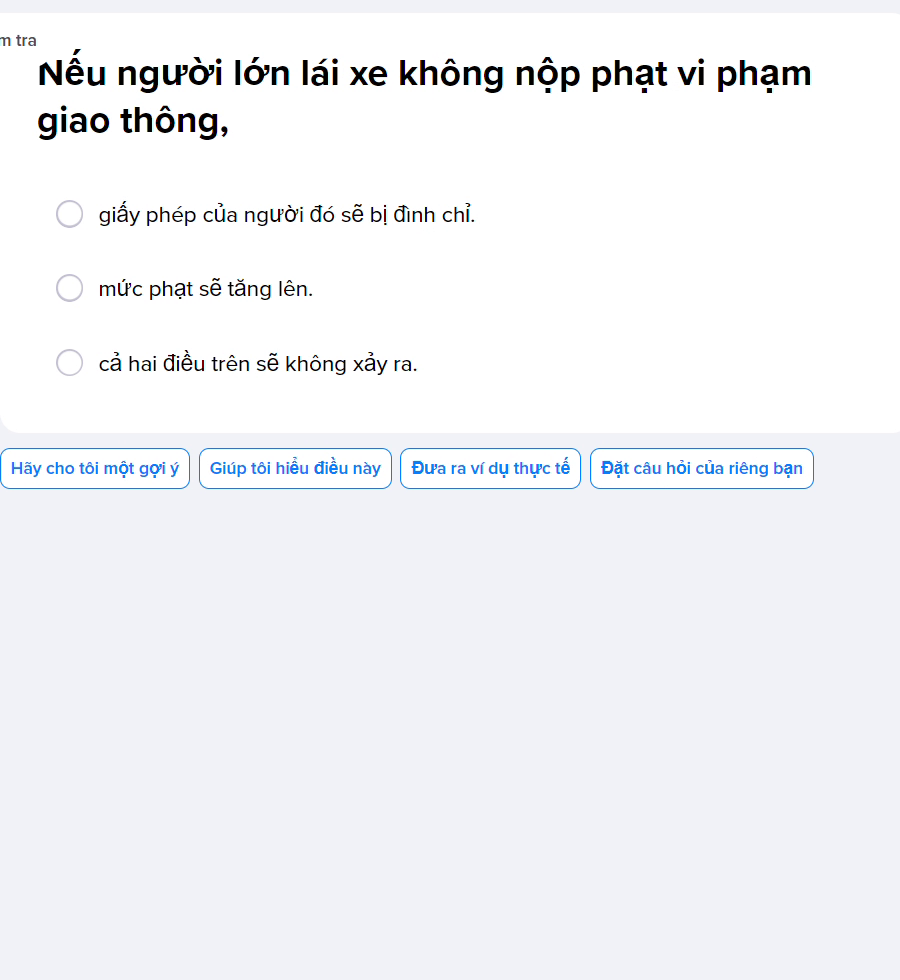 m tra
Nếu người lớn lái xe không nộp phạt vi phạm
giao thông,
giấy phép của người đó sẽ bị đình chỉ.
mức phạt sẽ tăng lên.
cả hai điều trên sẽ không xảy ra.
Hãy cho tôi một gợi ý
Giúp tôi hiểu điều này
Đưa ra ví dụ thực tế
Đặt câu hỏi của riêng bạn